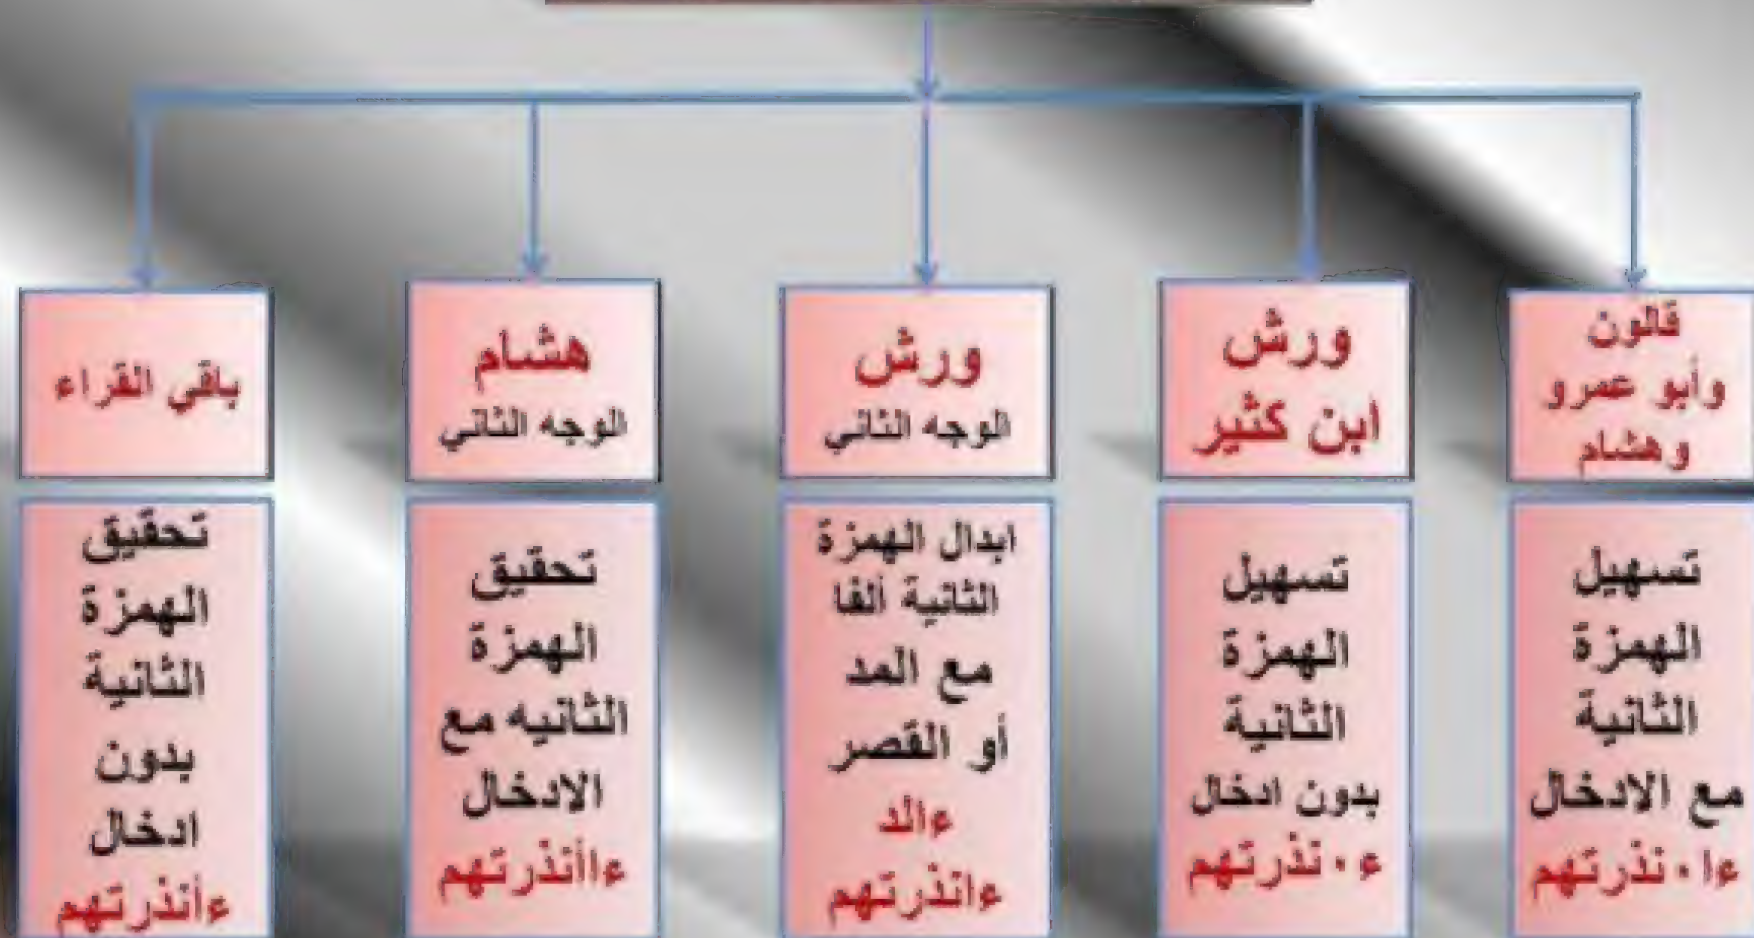 قالون
وأبو عمرو
وهشام
تسهيل
الهمزة
الثانية
مع الادخال
ءا۰نذرتهم
ورش
ابن كثير
تسهيل
الهمزة
الثانية
بدون ادخال
ء۰نذرتهم
ورش
الوجه الثاني
ابدال الهمزة
الثانية ألفا
مع المد
أو القصر
ءالد
ءانذرتهم
هشام
الوجه الثاني
تحقيق
الهمزة
الثانيه مع
الادخال
ءاأنذرتهم
باقي القراء
تحقيق
الهمزة
الثانية
بدون
ادخال
ءأنذرتهم